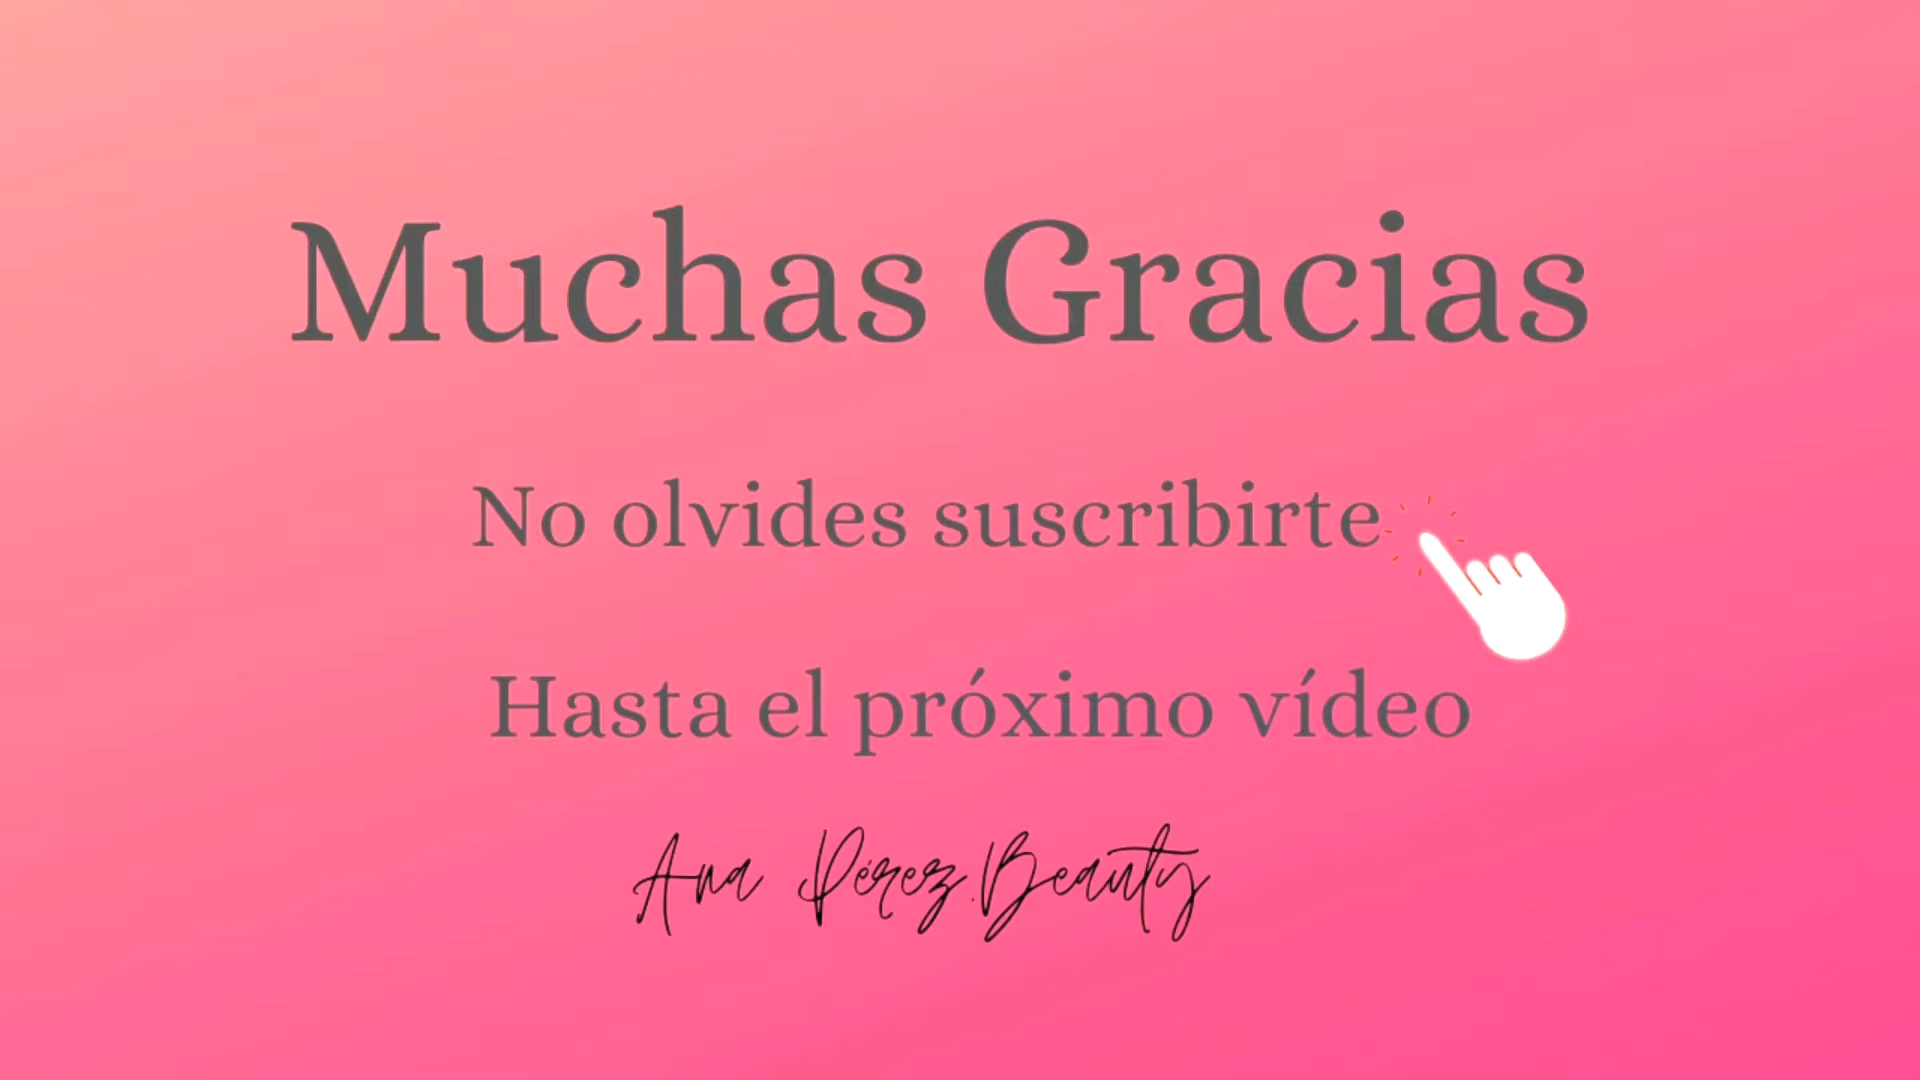 Muchas Gracias
No olvides suscribirte
Hasta el próximo vídeo
Ana Pérez.Beauty